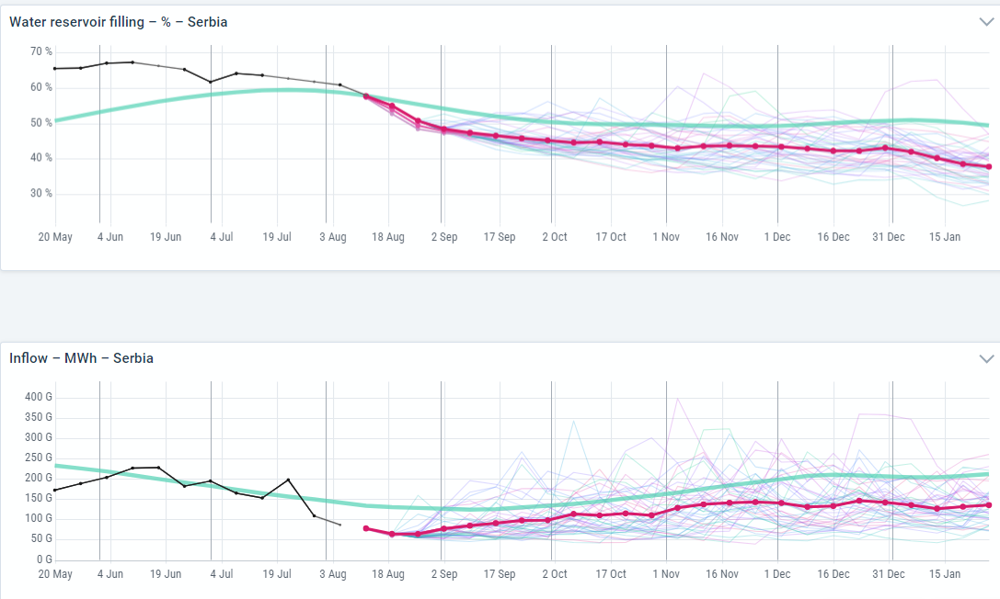 Water reservoir filling – % – Serbia
70 %
60 %
50 %
40 %
30 %
20 May 4 Jun 19 Jun 4 Jul 19 Jul 3 Aug 18 Aug 2 Sep 17 Sep 2 Oct 17 Oct 1 Nov 16 Nov 1 Dec 16 Dec 31 Dec 15 Jan
Inflow – MWh – Serbia
400 G
350 G
300 G
250 G
200 G
150 G
100 G
50 G
0 G
20 May 4 Jun 19 Jun 4 Jul 19 Jul 3 Aug 18 Aug 2 Sep 17 Sep 2 Oct 17 Oct 1 Nov 16 Nov 1 Dec 16 Dec 31 Dec 15 Jan